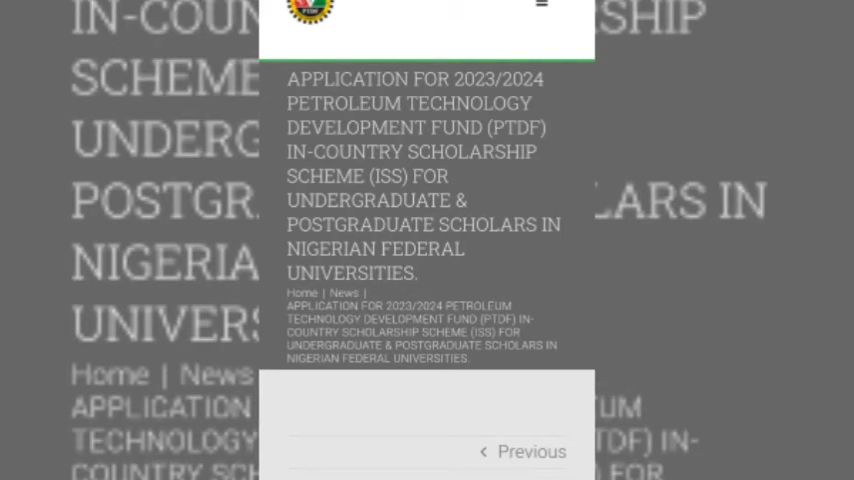 APPLICATION FOR 2023/2024
PETROLEUM TECHNOLOGY
DEVELOPMENT FUND (PTDF)
IN-COUNTRY SCHOLARSHIP
SCHEME (ISS) FOR
UNDERGRADUATE &
POSTGRADUATE SCHOLARS IN
NIGERIAN FEDERAL
UNIVERSITIES.
Home | News |
APPLICATION FOR 2023/2024 PETROLEUM
TECHNOLOGY DEVELOPMENT FUND (PTDF) IN-
COUNTRY SCHOLARSHIP SCHEME (ISS) FOR
UNDERGRADUATE & POSTGRADUATE SCHOLARS IN
NIGERIAN FEDERAL UNIVERSITIES.
< Previous